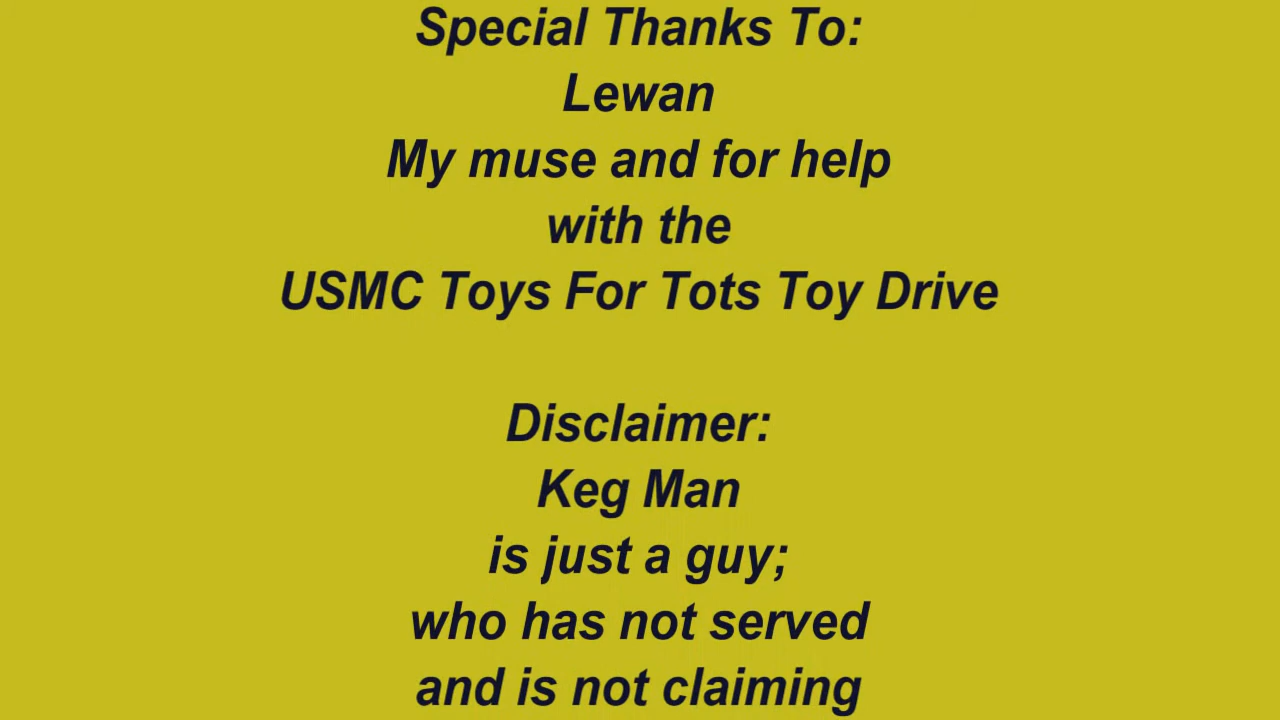 Special Thanks To:
Lewan
My muse and for help
with the
USMC Toys For Tots Toy Drive
Disclaimer:
Keg Man
is just a guy;
who has not served
and is not claiming